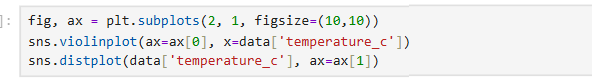 ]: fig, ax = plt.subplots(2, 1, figsize=(10,10))
sns.violinplot(ax=ax[0], x=data['temperature_c'])
sns.distplot(data['temperature_c'], ax=ax[1])